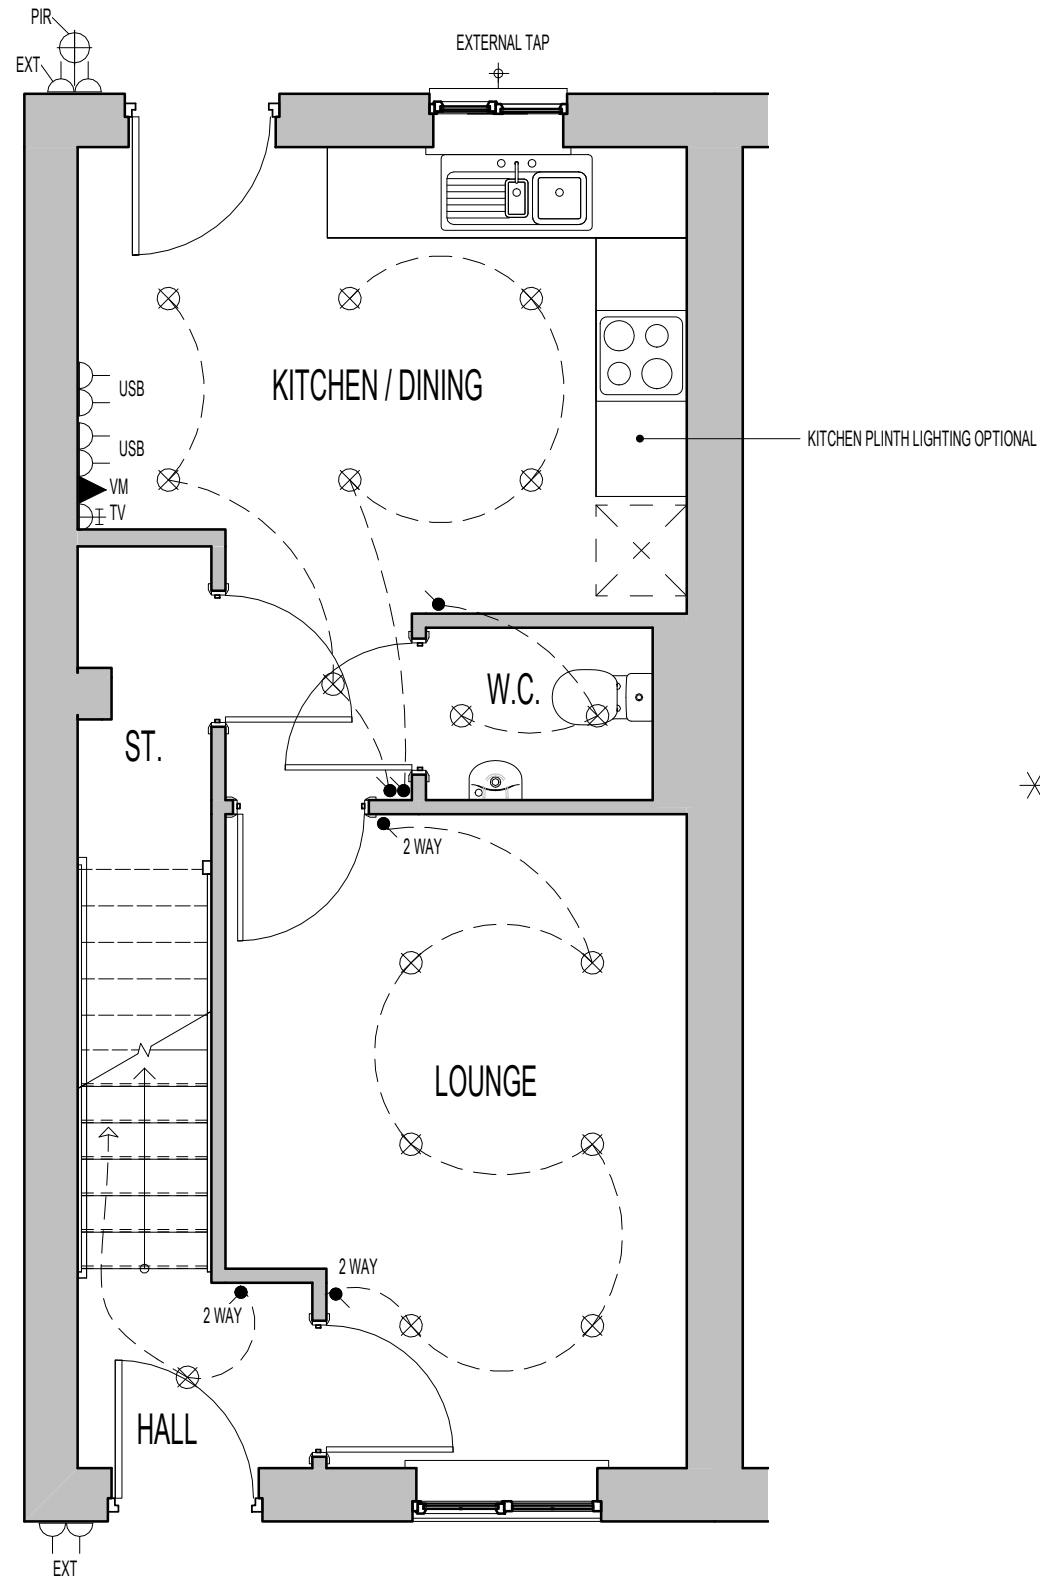 PIR
EXTERNAL TAP
EXT
KITCHEN / DINING
USB
KITCHEN PLINTH LIGHTING OPTIONAL
USB
VM
TV
W.C.
ST.
2 WAY
LOUNGE
2 WAY
2 WAY
HALL
EXT